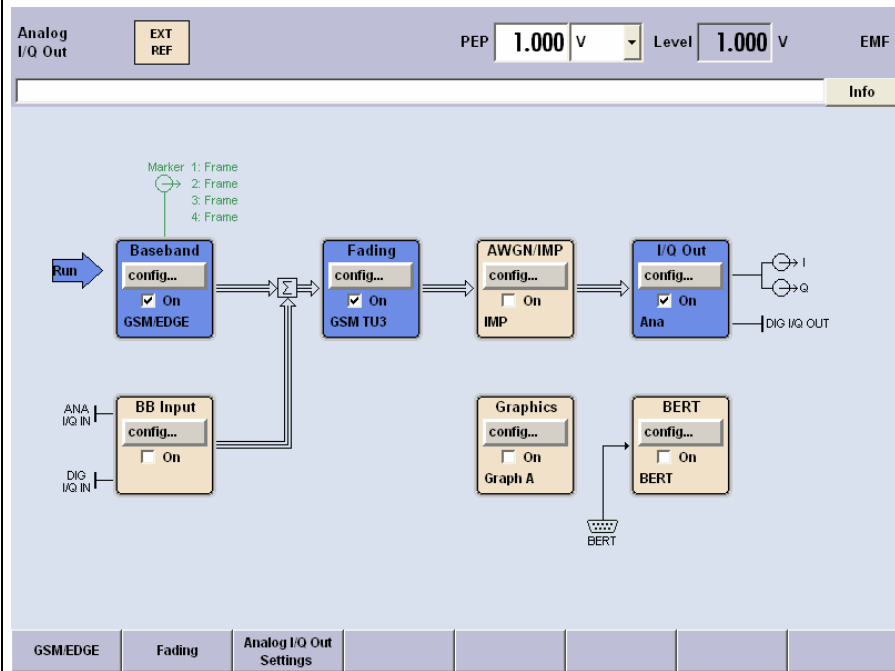 Analog
I/Q Out
EXT
REF
PEP 1.000 V Level 1.000 V EMF
Info
Marker 1: Frame
2: Frame
3: Frame
4: Frame
Run
Baseband
config...
On
GSM/EDGE
Σ
Fading
config...
On
GSM TU3
AWGN/IMP
config...
On
IMP
I/Q Out
config...
On
Ana
I
Q
DIG I/Q OUT
ANA
I/Q IN
DIG
I/Q IN
BB Input
config...
On
Graphics
config...
On
Graph A
BERT
config...
On
BERT
BERT
GSM/EDGE
Fading
Analog I/Q Out
Settings